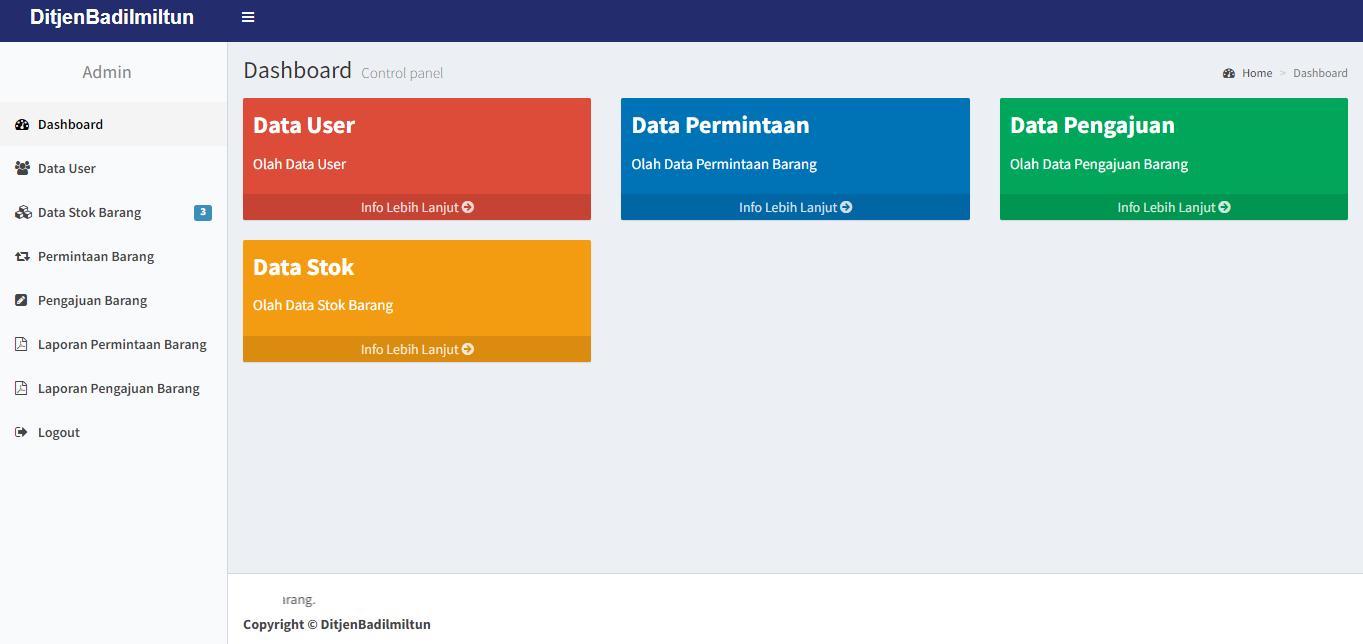 DitjenBadilmiltun
Admin
Dashboard
Data User
Data Stok Barang 3
Permintaan Barang
Pengajuan Barang
Laporan Permintaan Barang
Laporan Pengajuan Barang
Logout
Dashboard Control panel
Home > Dashboard
Data User
Olah Data User
Info Lebih Lanjut
Data Permintaan
Olah Data Permintaan Barang
Info Lebih Lanjut
Data Pengajuan
Olah Data Pengajuan Barang
Info Lebih Lanjut
Data Stok
Olah Data Stok Barang
Info Lebih Lanjut
arang.
Copyright © DitjenBadilmiltun